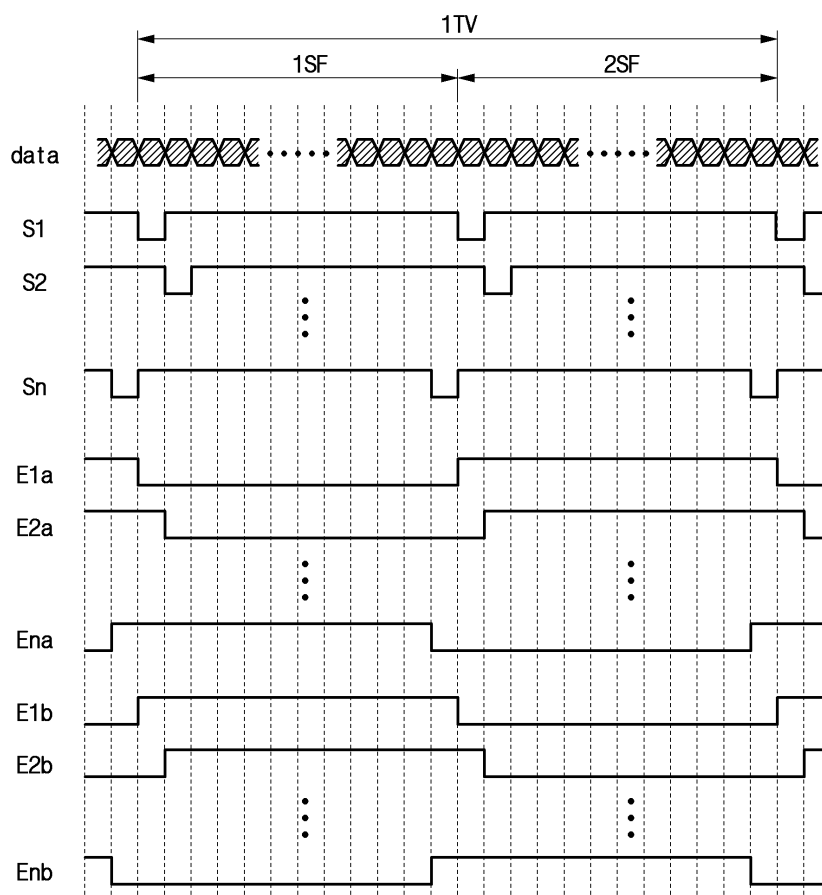 1TV
1SF 2SF
data
S1
S2
Sn
E1a
E2a
Ena
E1b
E2b
Enb